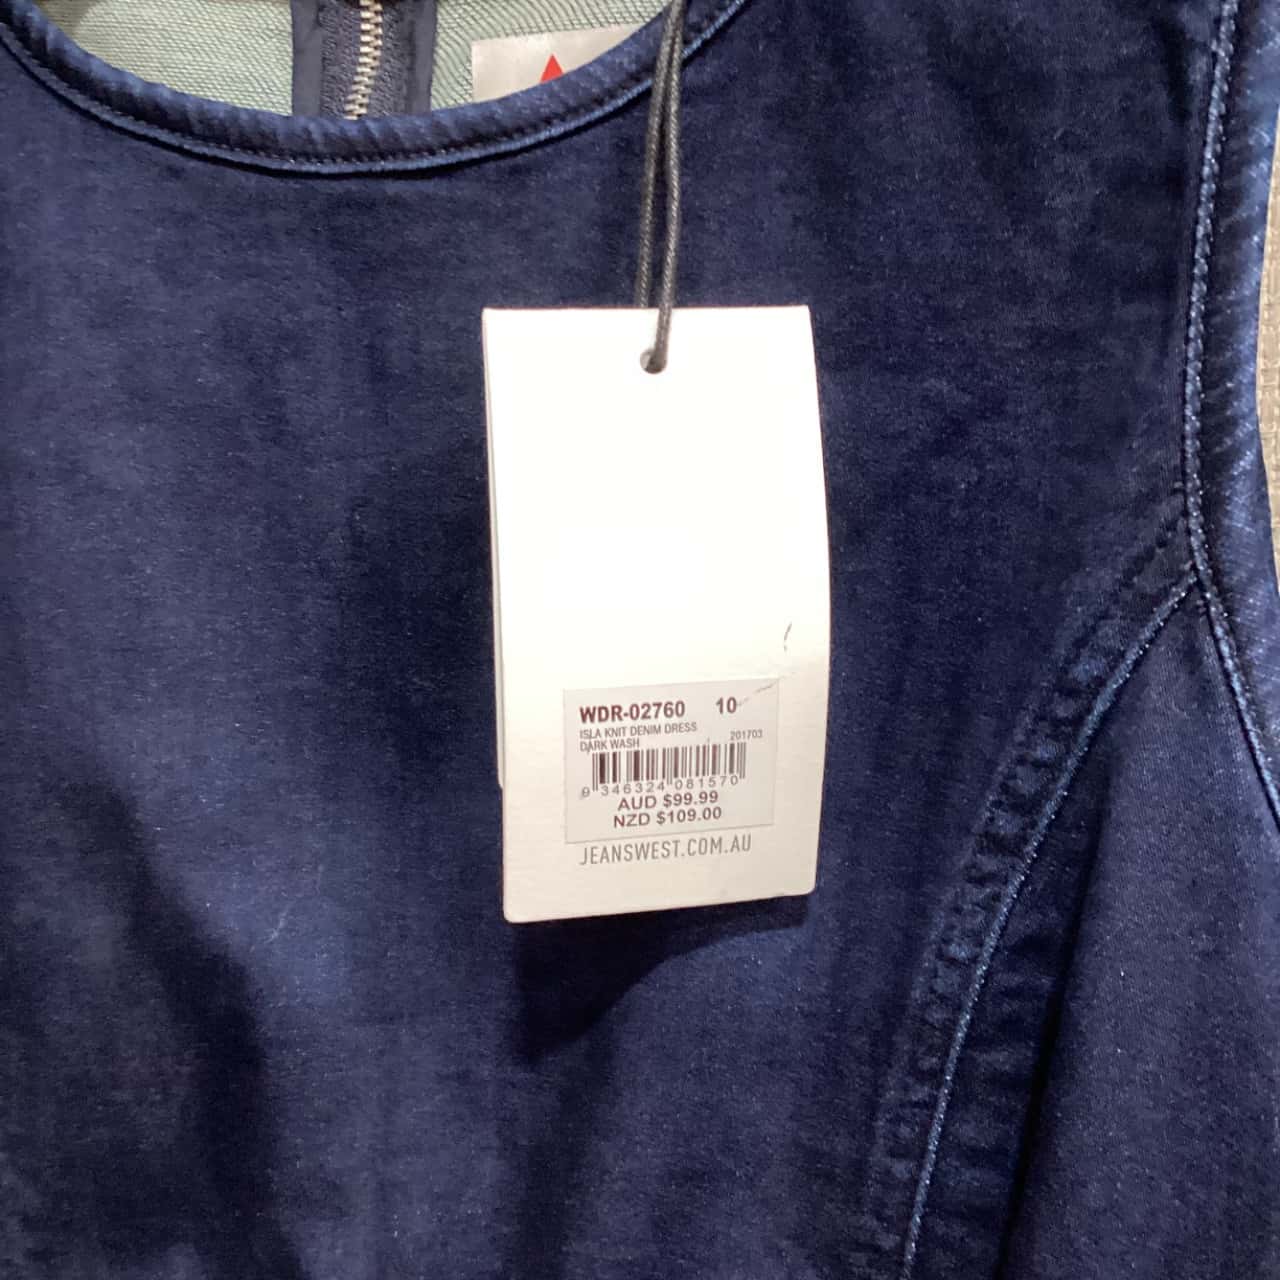 WDR-02760 10
ISLA KNIT DENIM DRESS
DARK WASH 201703
9 346324 081570
AUD $99.99
NZD $109.00
JEANSWEST.COM.AU